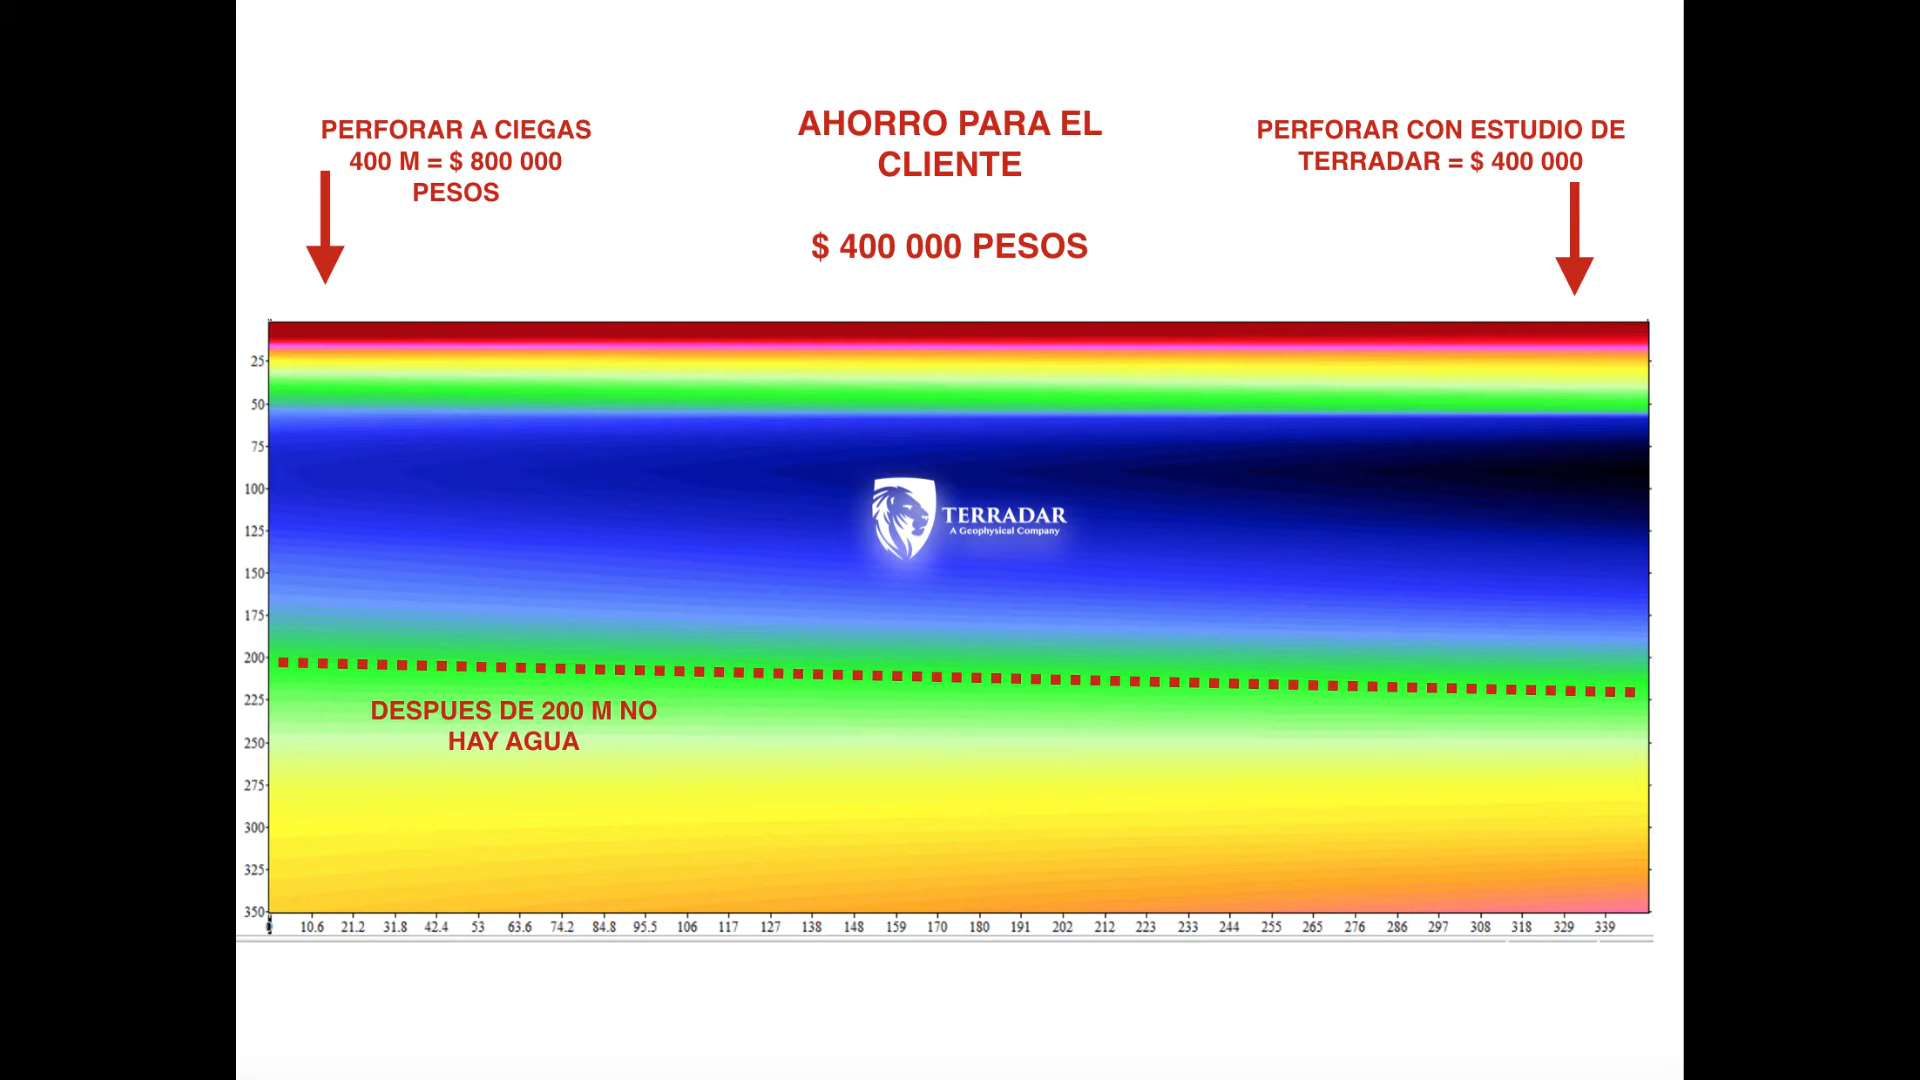 PERFORAR A CIEGAS
400 M = $ 800 000
PESOS
AHORRO PARA EL
CLIENTE
$ 400 000 PESOS
PERFORAR CON ESTUDIO DE
TERRADAR = $ 400 000
TERRADAR
A Geophysical Company
DESPUES DE 200 M NO
HAY AGUA
25
50
75
100
125
150
175
200
225
250
275
300
325
350
10.6 21.2 31.8 42.4 53 63.6 74.2 84.8 95.5 106 117 127 138 148 159 170 180 191 202 212 223 233 244 255 265 276 286 297 308 318 329 339